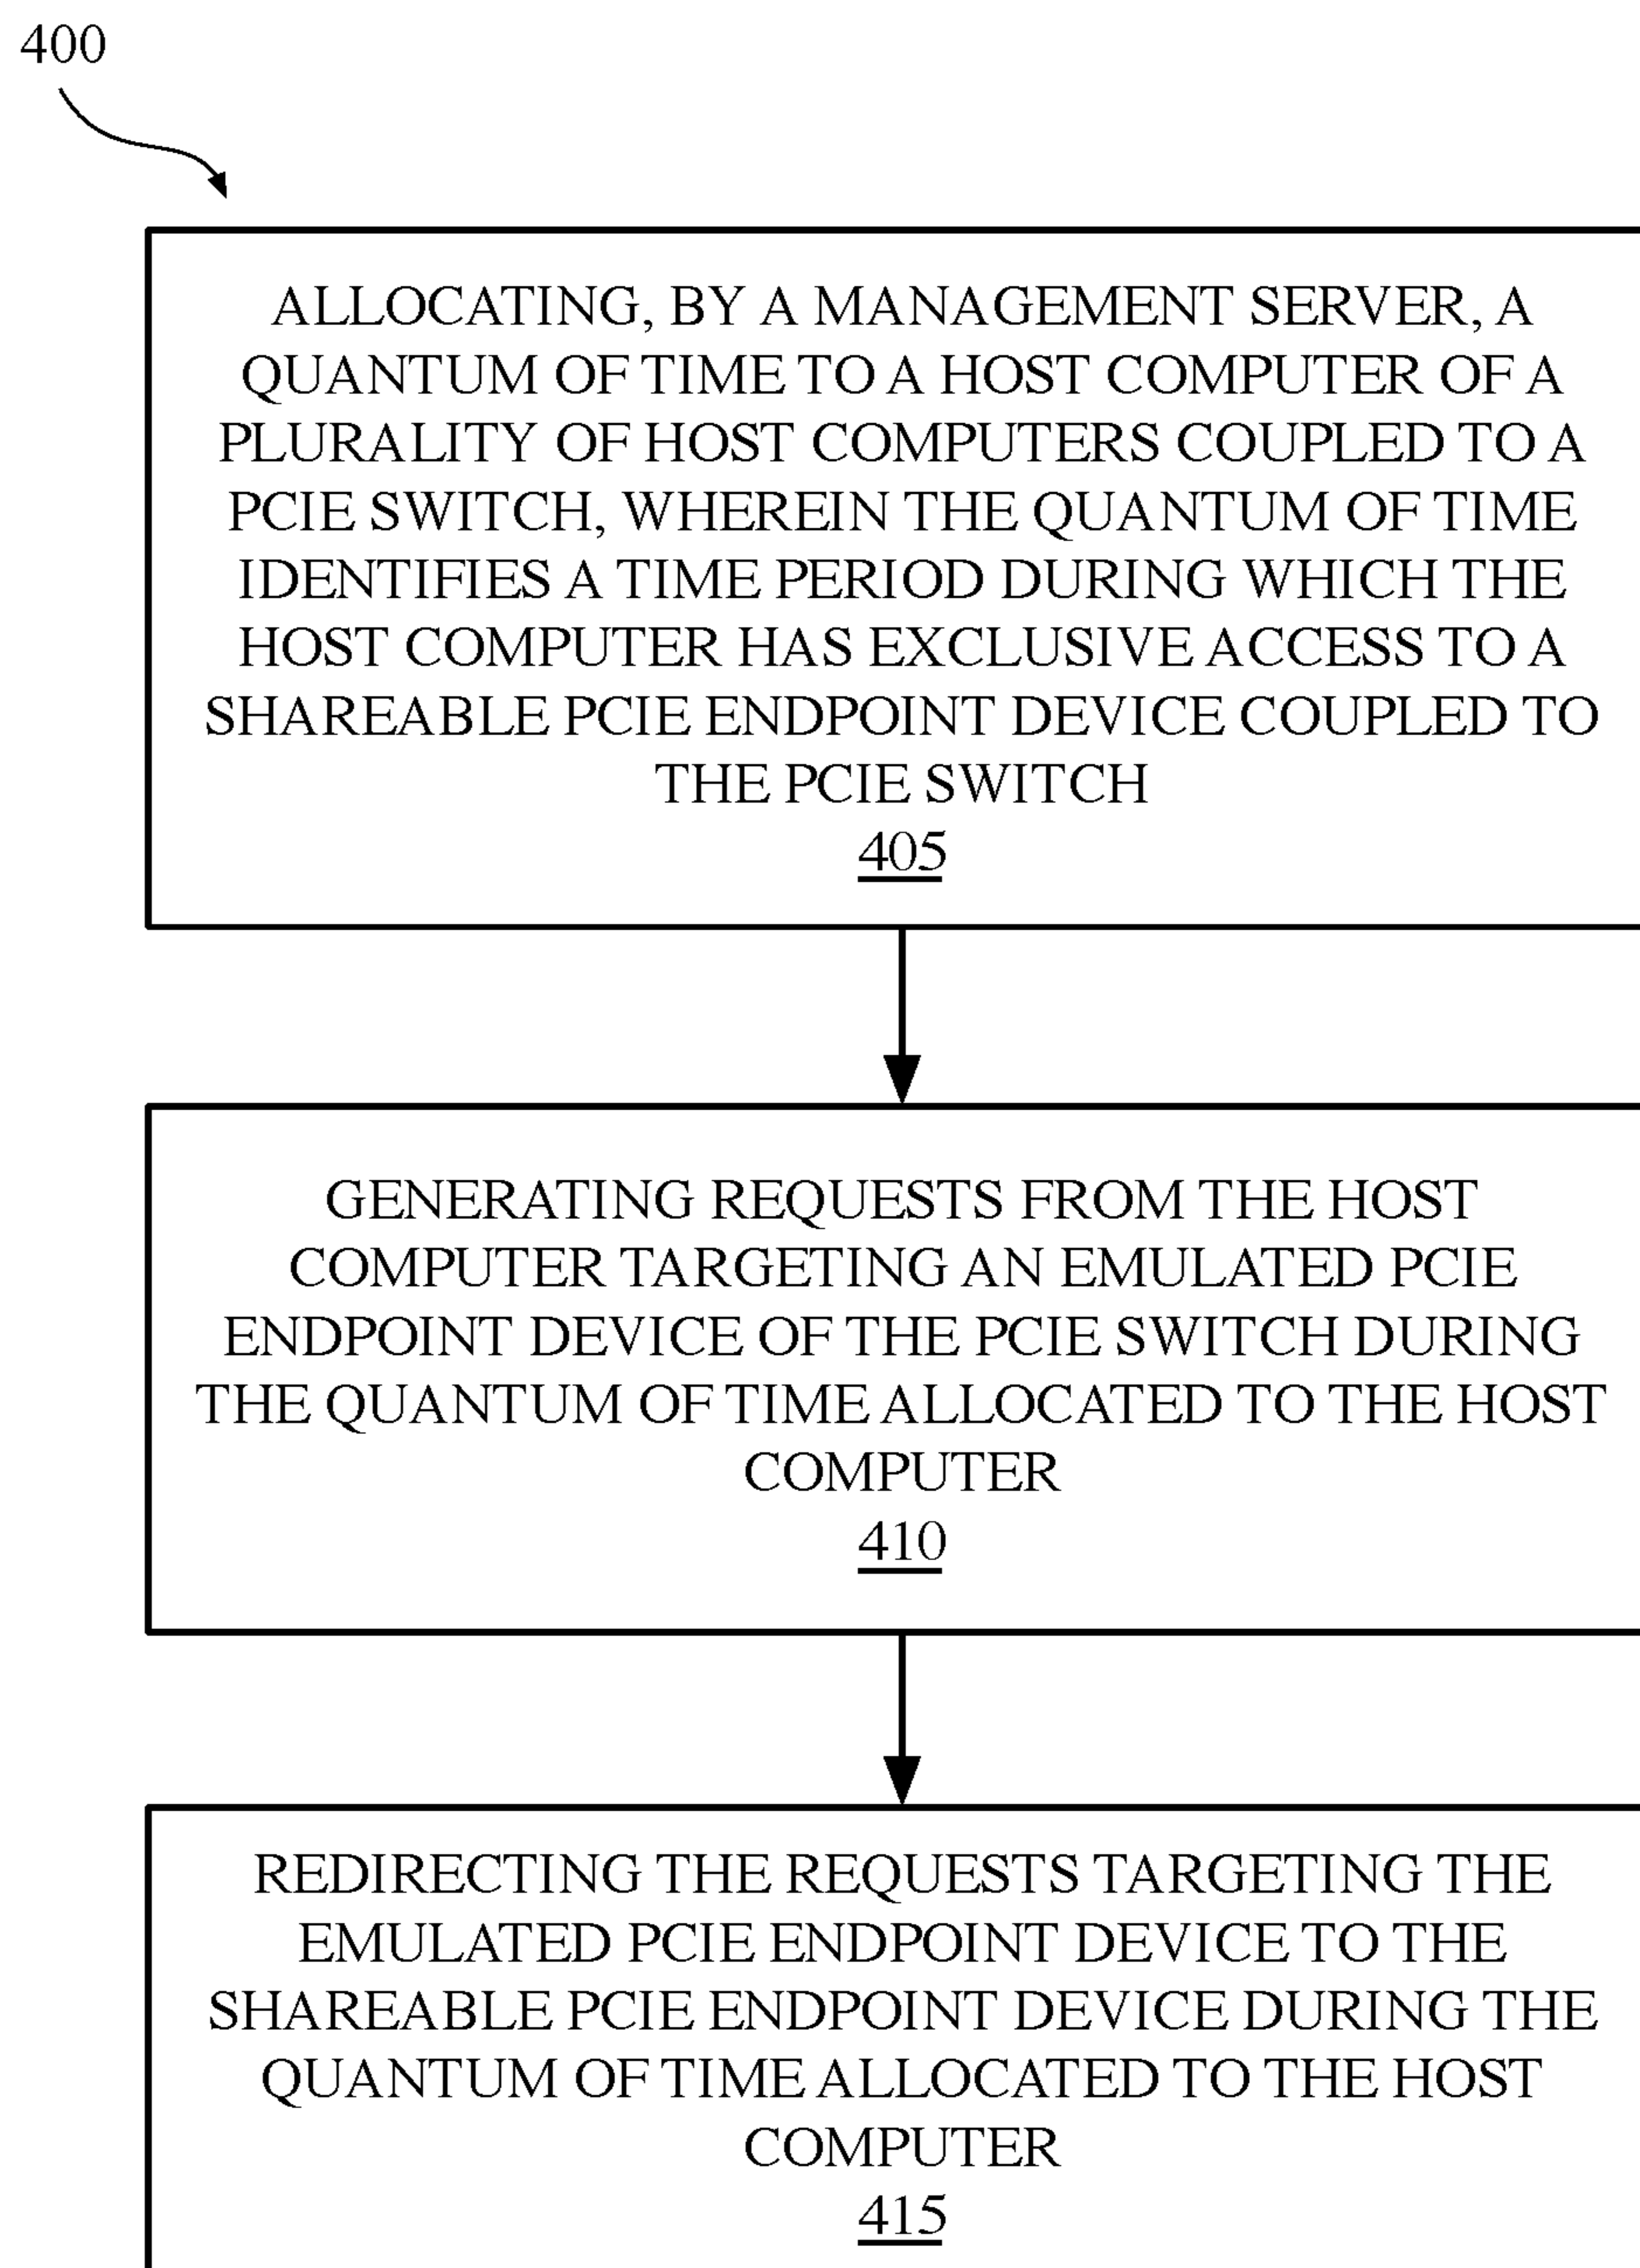 400
ALLOCATING, BY A MANAGEMENT SERVER, A
QUANTUM OF TIME TO A HOST COMPUTER OF A
PLURALITY OF HOST COMPUTERS COUPLED TO A
PCIE SWITCH, WHEREIN THE QUANTUM OF TIME
IDENTIFIES A TIME PERIOD DURING WHICH THE
HOST COMPUTER HAS EXCLUSIVE ACCESS TO A
SHAREABLE PCIE ENDPOINT DEVICE COUPLED TO
THE PCIE SWITCH
405
GENERATING REQUESTS FROM THE HOST
COMPUTER TARGETING AN EMULATED PCIE
ENDPOINT DEVICE OF THE PCIE SWITCH DURING
THE QUANTUM OF TIME ALLOCATED TO THE HOST
COMPUTER
410
REDIRECTING THE REQUESTS TARGETING THE
EMULATED PCIE ENDPOINT DEVICE TO THE
SHAREABLE PCIE ENDPOINT DEVICE DURING THE
QUANTUM OF TIME ALLOCATED TO THE HOST
COMPUTER
415